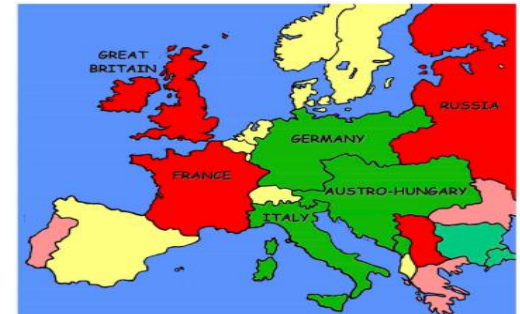 GREAT
BRITAIN
RUSSIA
GERMANY
FRANCE
AUSTRO-HUNGARY
ITALY